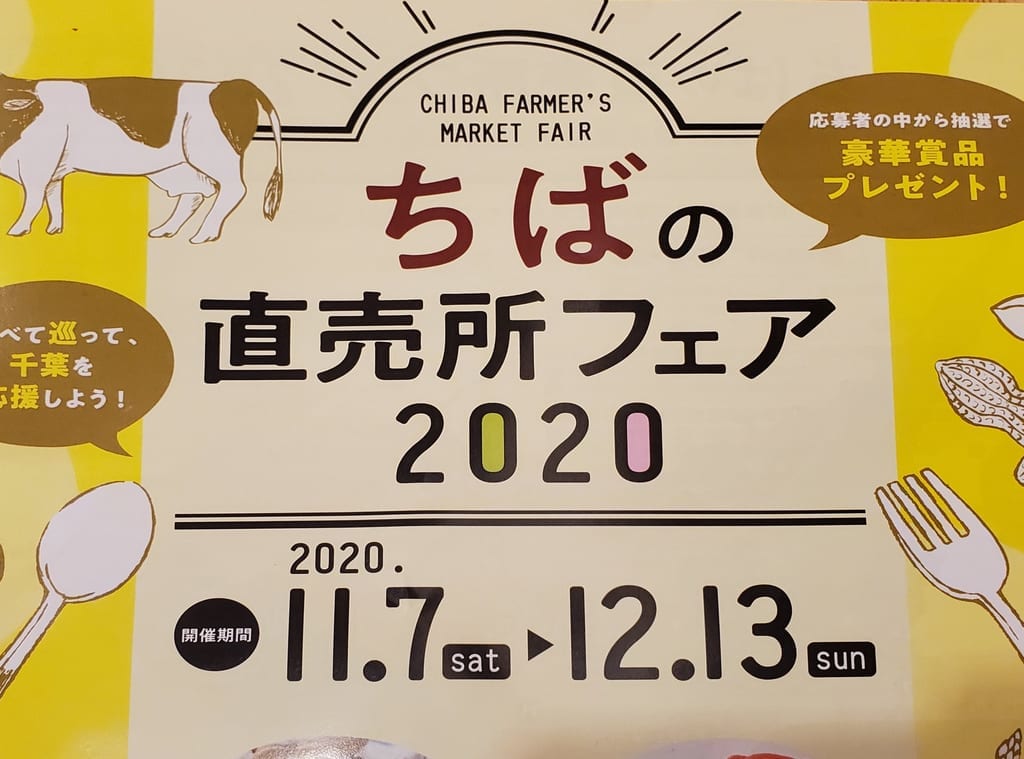 CHIBA FARMER'S
MARKET FAIR
応募者の中から抽選で
豪華賞品
プレゼント!
ちばの
直売所フェア
2020
べて巡って、
千葉を
応援しよう!
2020.
開催期間
11.7 sat ▶ 12.13 sun